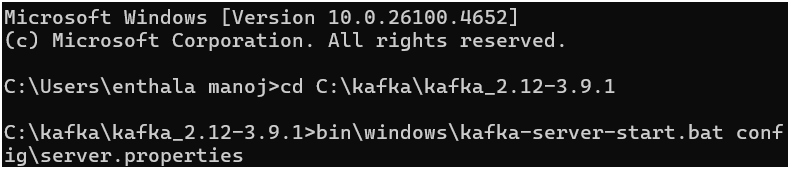 Microsoft Windows [Version 10.0.26100.4652]
(c) Microsoft Corporation. All rights reserved.
C:\Users\enthala manoj>cd C:\kafka\kafka_2.12-3.9.1
C:\kafka\kafka_2.12-3.9.1>bin\windows\kafka-server-start.bat conf
ig\server.properties